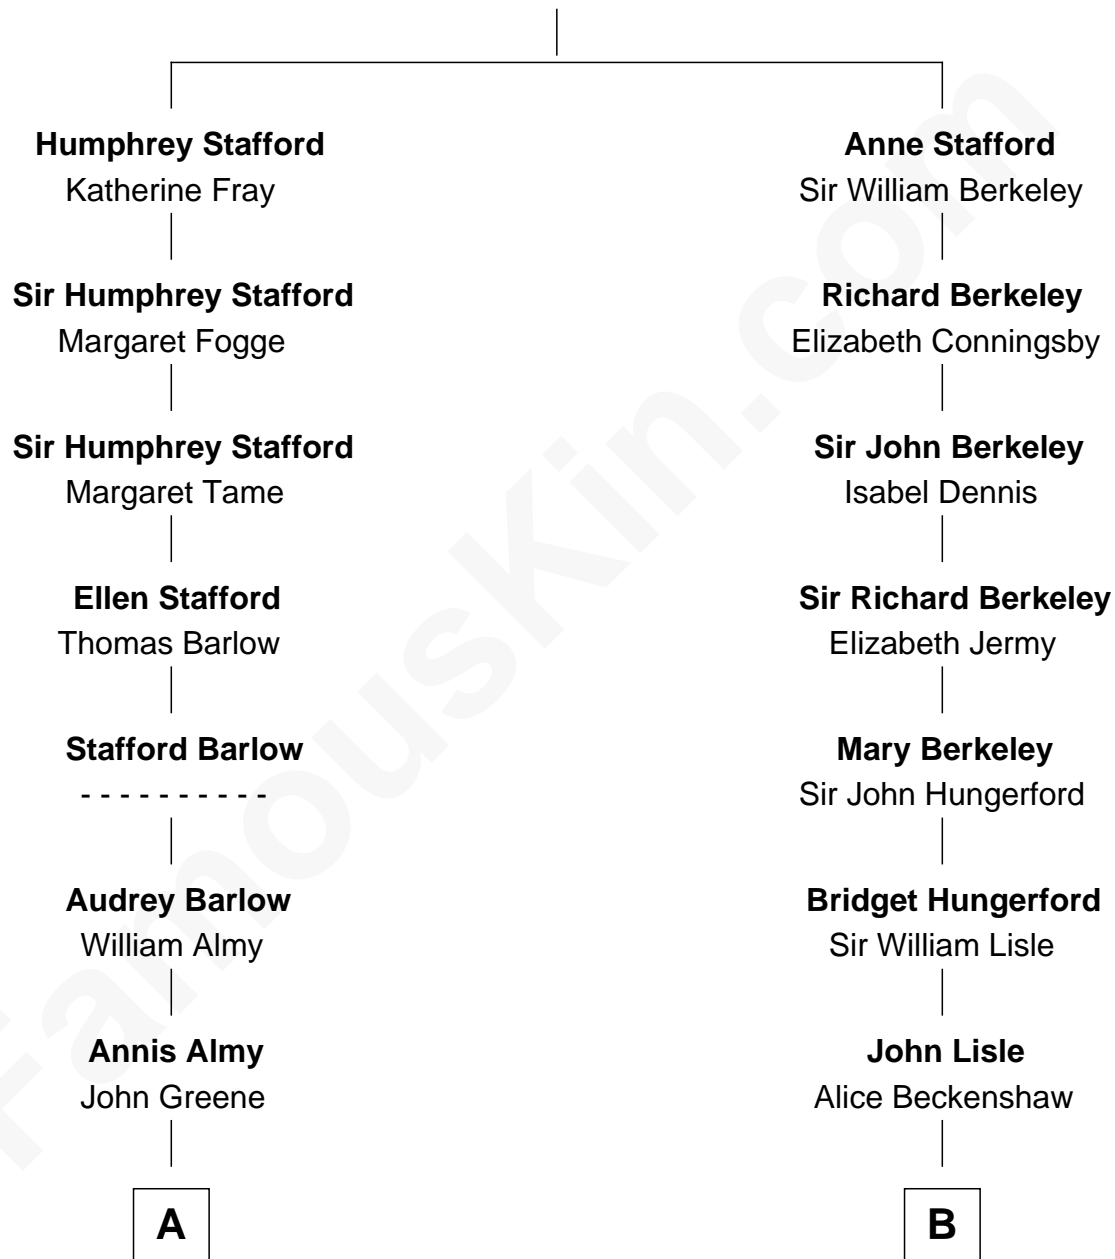 Humphrey Stafford
Katherine Fray
Sir Humphrey Stafford
Margaret Fogge
Sir Humphrey Stafford
Margaret Tame
Ellen Stafford
Thomas Barlow
Stafford Barlow
- - - - - - - - - -
Audrey Barlow
William Almy
Annis Almy
John Greene
A
Anne Stafford
Sir William Berkeley
Richard Berkeley
Elizabeth Conningsby
Sir John Berkeley
Isabel Dennis
Sir Richard Berkeley
Elizabeth Jermy
Mary Berkeley
Sir John Hungerford
Bridget Hungerford
Sir William Lisle
John Lisle
Alice Beckenshaw
B
FamousKin.com